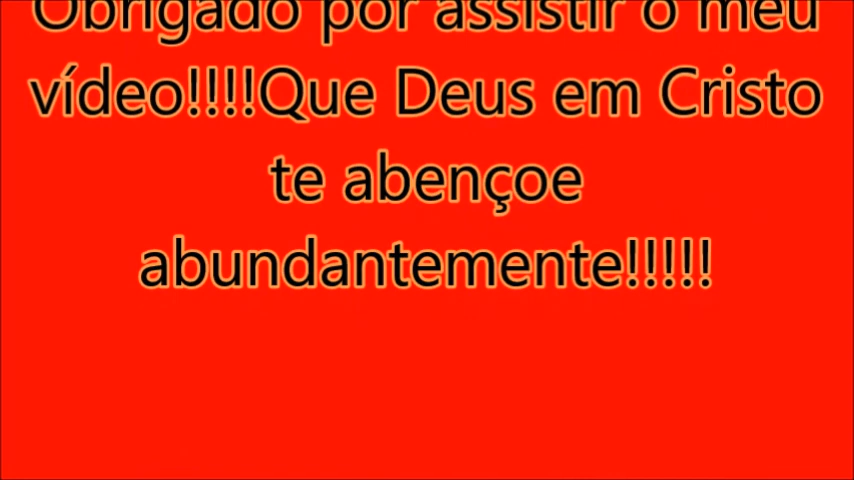 Obrigado por assistir o meu
vídeo!!!!Que Deus em Cristo
te abençoe
abundantemente!!!!!